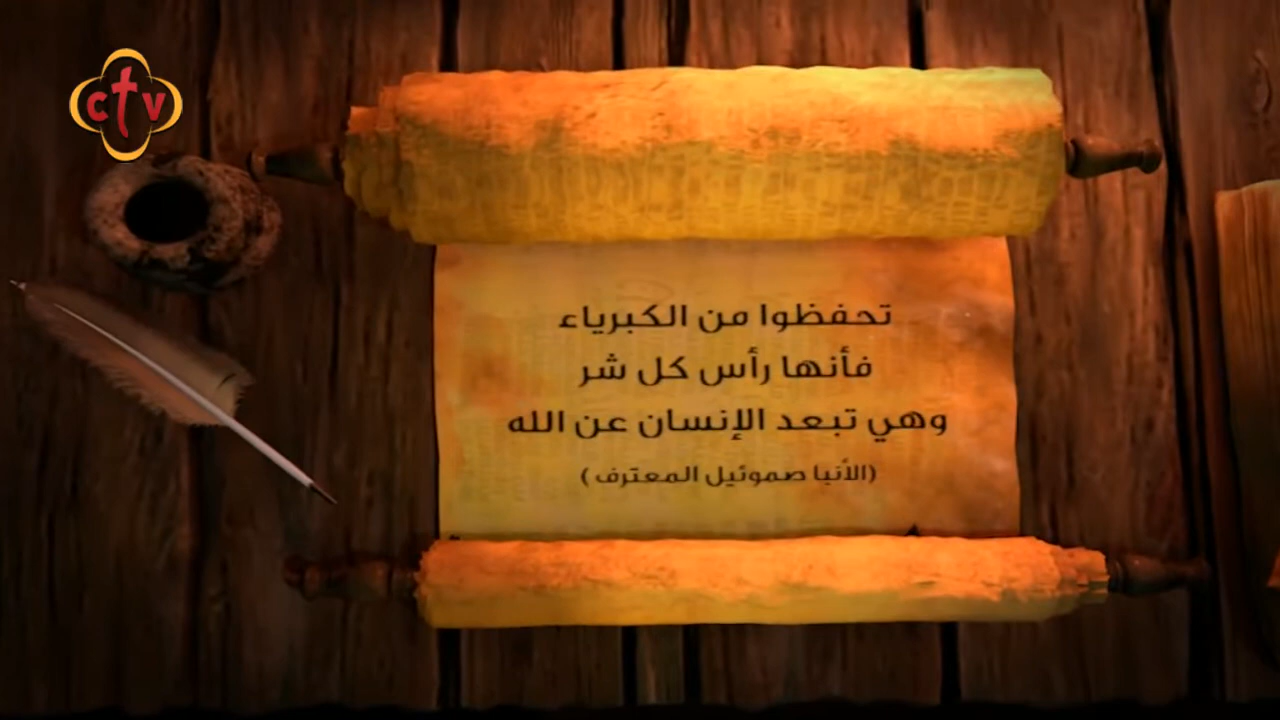 ctv
تحفظوا من الكبرياء
فأنها رأس كل شر
وهي تبعد الإنسان عن الله
(الأنبا صموئيل المعترف )